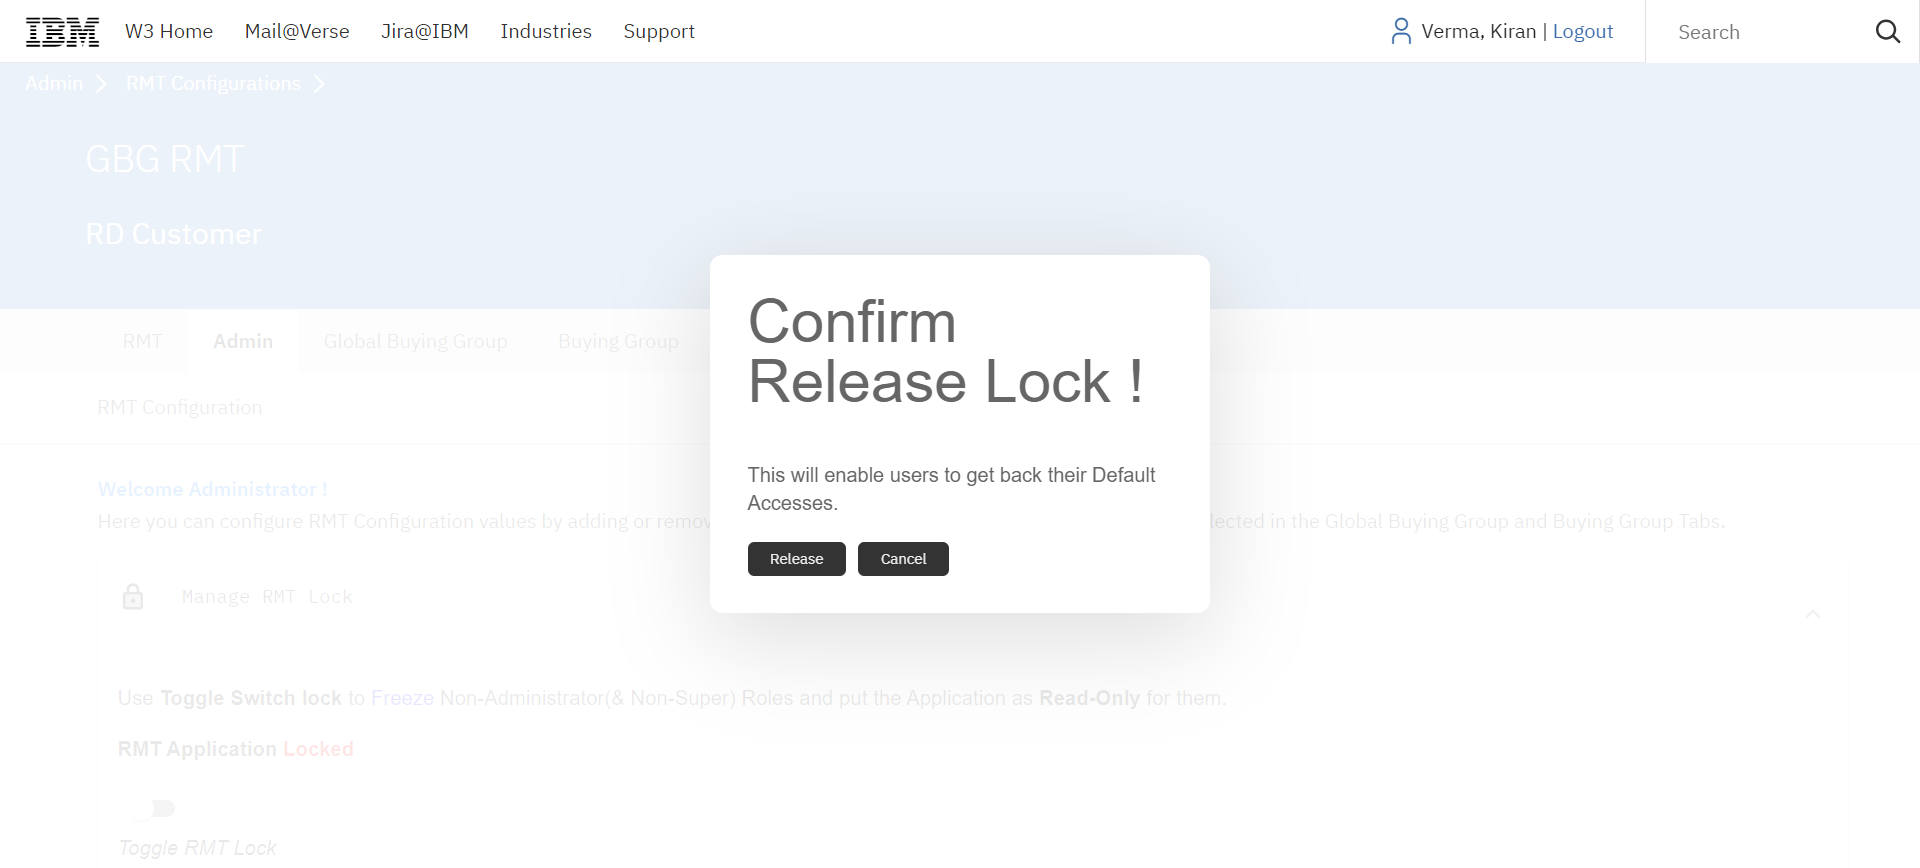 IBM W3 Home Mail@Verse Jira@IBM Industries Support Verma, Kiran | Logout Search
Admin RMT Configurations
GBG RMT
RD Customer
RMT Admin Global Buying Group Buying Group
RMT Configuration
Confirm
Release Lock !
This will enable users to get back their Default
Accesses.
Release Cancel
Welcome Administrator !
Here you can configure RMT Configuration values by adding or remov lected in the Global Buying Group and Buying Group Tabs.
Manage RMT Lock
Use Toggle Switch lock to Freeze Non-Administrator(& Non-Super) Roles and put the Application as Read-Only for them.
RMT Application Locked
Toggle RMT Lock